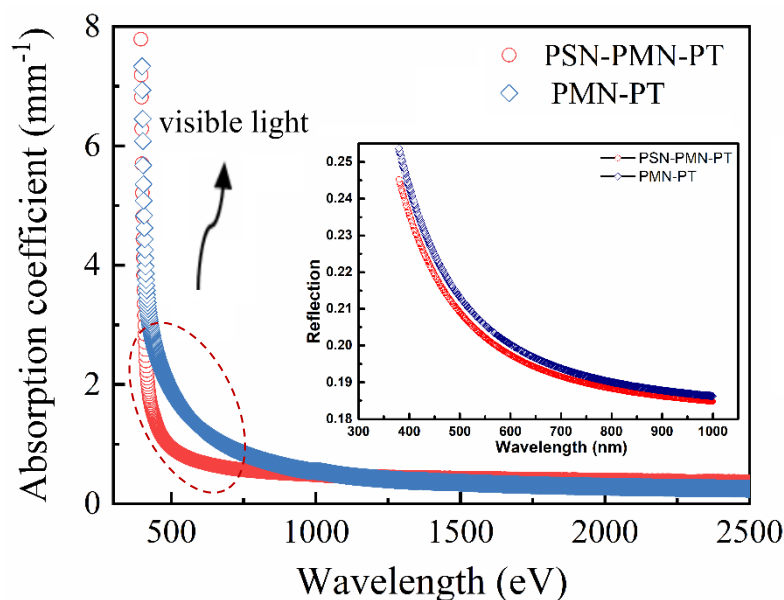 8
6
4
2
0
Absorption coefficient (mm⁻¹)
PSN-PMN-PT
PMN-PT
visible light
0.25
0.24
0.23
0.22
0.21
0.20
0.19
0.18
Reflection
PSN-PMN-PT
PMN-PT
300 400 500 600 700 800 900 1000
Wavelength (nm)
500 1000 1500 2000 2500
Wavelength (eV)